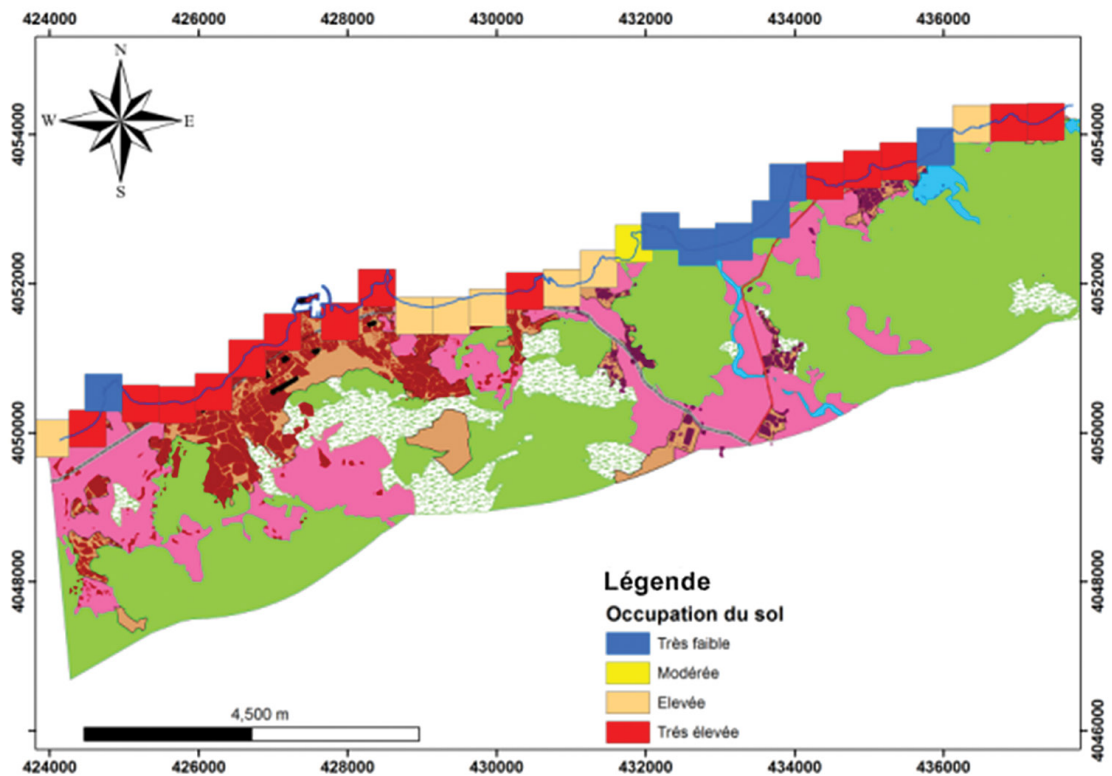 424000 426000 428000 430000 432000 434000 436000
N
W E
S
4054000 4054000
4052000 4052000
4050000 4050000
4048000 4048000
Légende
Occupation du sol
Très faible
Modérée
Elevée
Trés élevée
4,500 m
4046000
424000 426000 428000 430000 432000 434000 436000